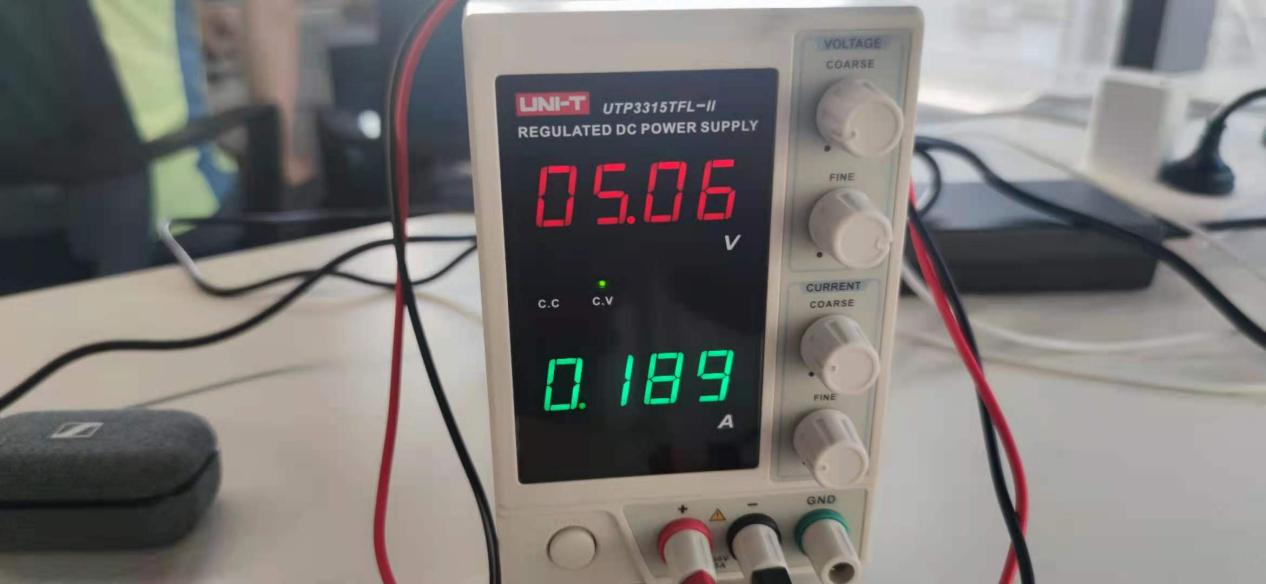 VOLTAGE
COARSE
UNI-T UTP3315TFL-II
REGULATED DC POWER SUPPLY
05.06
V
FINE
C.C C.V
CURRENT
COARSE
0.189
A
FINE
+ - GND